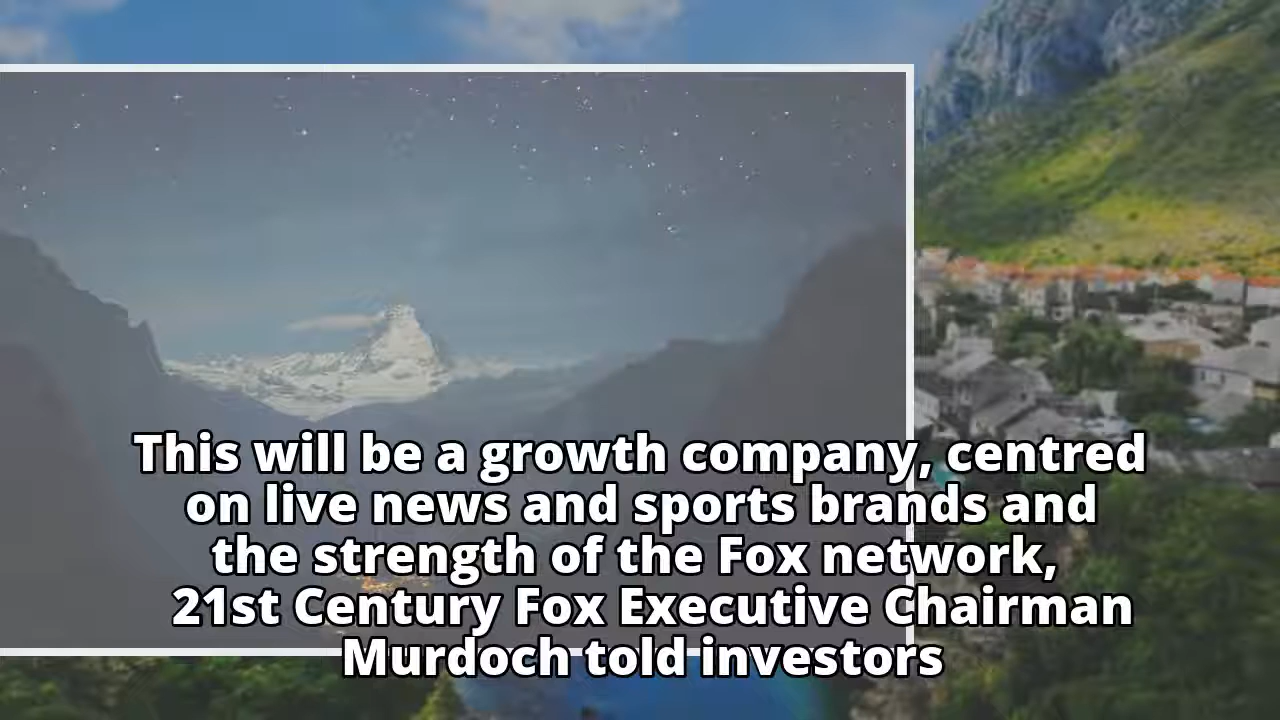 This will be a growth company, centred
on live news and sports brands and
the strength of the Fox network,
21st Century Fox Executive Chairman
Murdoch told investors